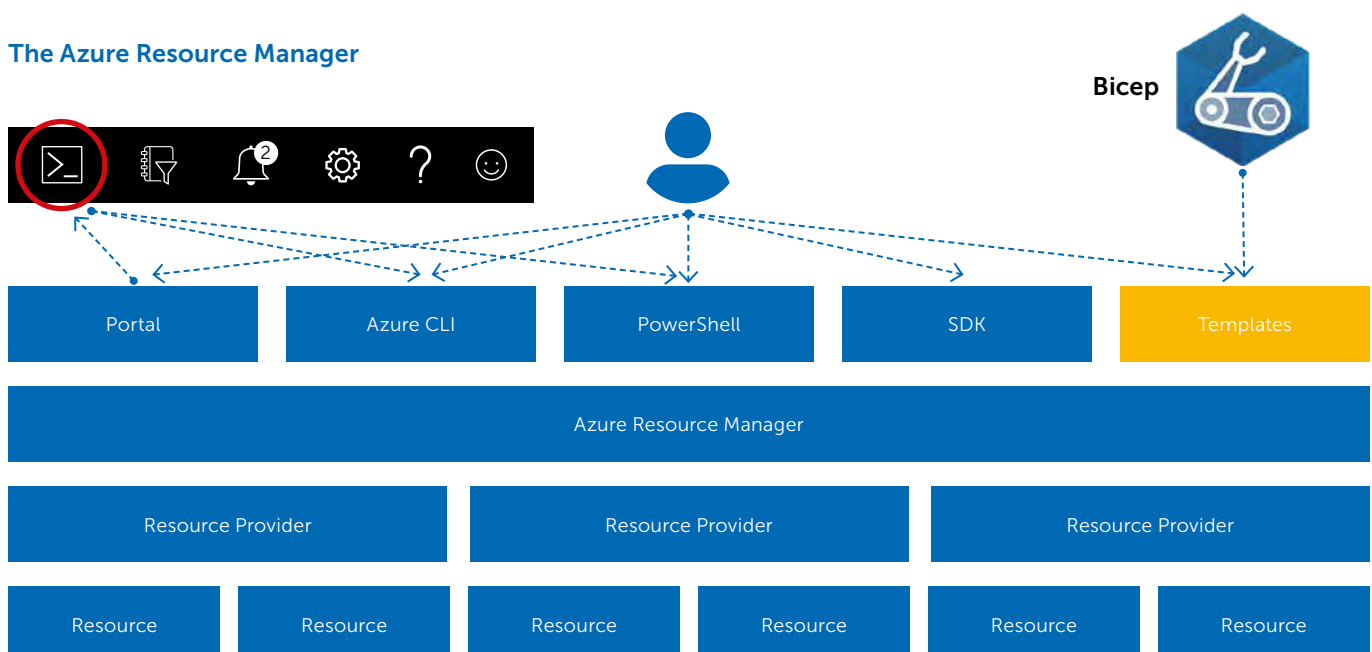 The Azure Resource Manager
Bicep
2
Portal
Azure CLI
PowerShell
SDK
Templates
Azure Resource Manager
Resource Provider
Resource Provider
Resource Provider
Resource
Resource
Resource
Resource
Resource
Resource